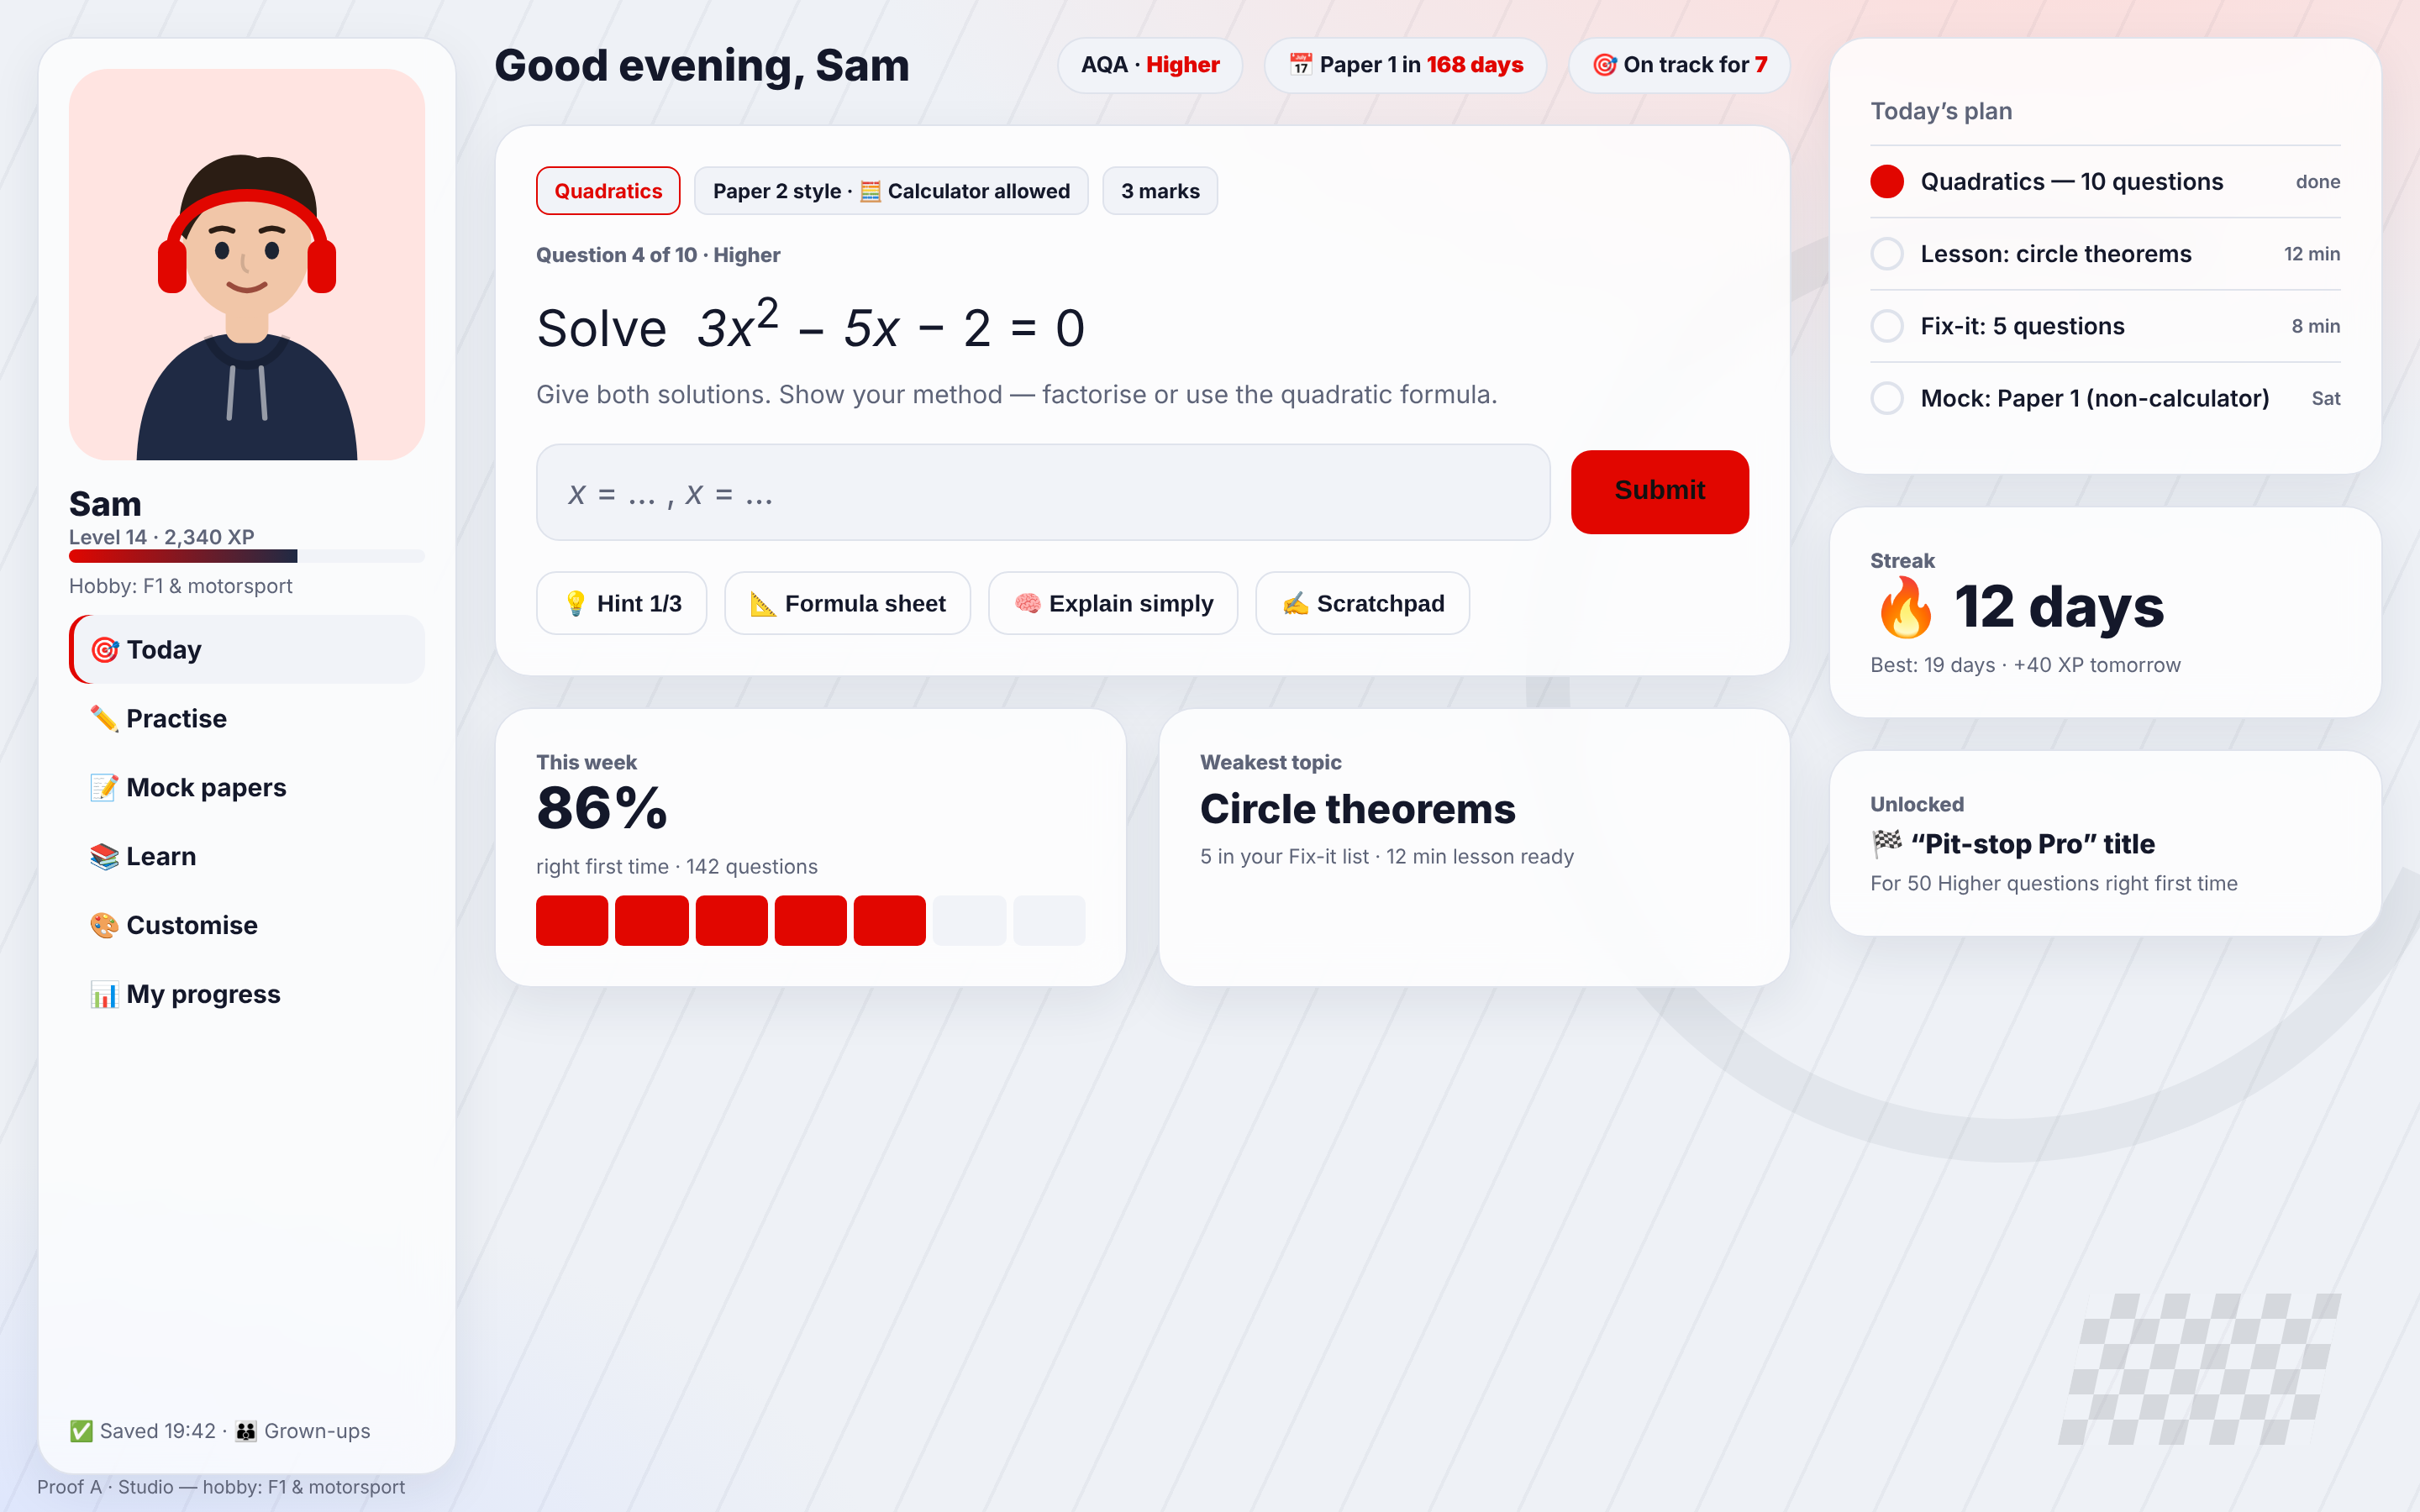 Sam
Level 14 · 2,340 XP
Hobby: F1 & motorsport
🎯 Today
✏️ Practise
📝 Mock papers
📚 Learn
🎨 Customise
📊 My progress
✅ Saved 19:42 · 👪 Grown-ups
Proof A · Studio — hobby: F1 & motorsport
Good evening, Sam
AQA · Higher
📅 Paper 1 in 168 days
🎯 On track for 7
Quadratics
Paper 2 style · 🧮 Calculator allowed
3 marks
Question 4 of 10 · Higher
Solve 3x² − 5x − 2 = 0
Give both solutions. Show your method — factorise or use the quadratic formula.
x = … , x = …
Submit
💡 Hint 1/3
📐 Formula sheet
🧠 Explain simply
✍️ Scratchpad
This week
86%
right first time · 142 questions
Weakest topic
Circle theorems
5 in your Fix-it list · 12 min lesson ready
Today’s plan
Quadratics — 10 questions done
Lesson: circle theorems 12 min
Fix-it: 5 questions 8 min
Mock: Paper 1 (non-calculator) Sat
Streak
🔥 12 days
Best: 19 days · +40 XP tomorrow
Unlocked
🏁 “Pit-stop Pro” title
For 50 Higher questions right first time